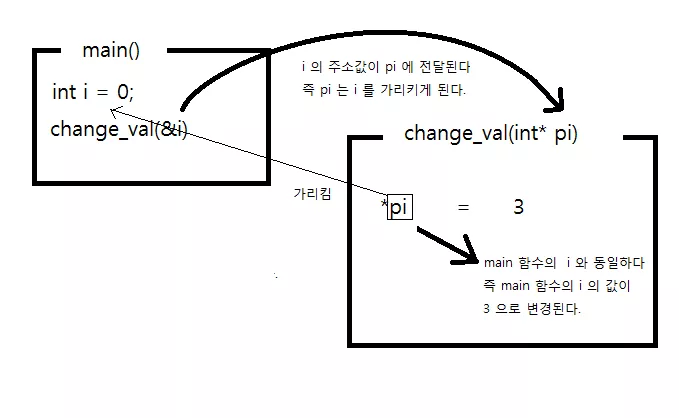 main()
int i = 0;
change_val(&i)
i 의 주소값이 pi 에 전달된다
즉 pi 는 i 를 가리키게 된다.
change_val(int* pi)
가리킴
*pi = 3
main 함수의 i 와 동일하다
즉 main 함수의 i 의 값이
3 으로 변경된다.